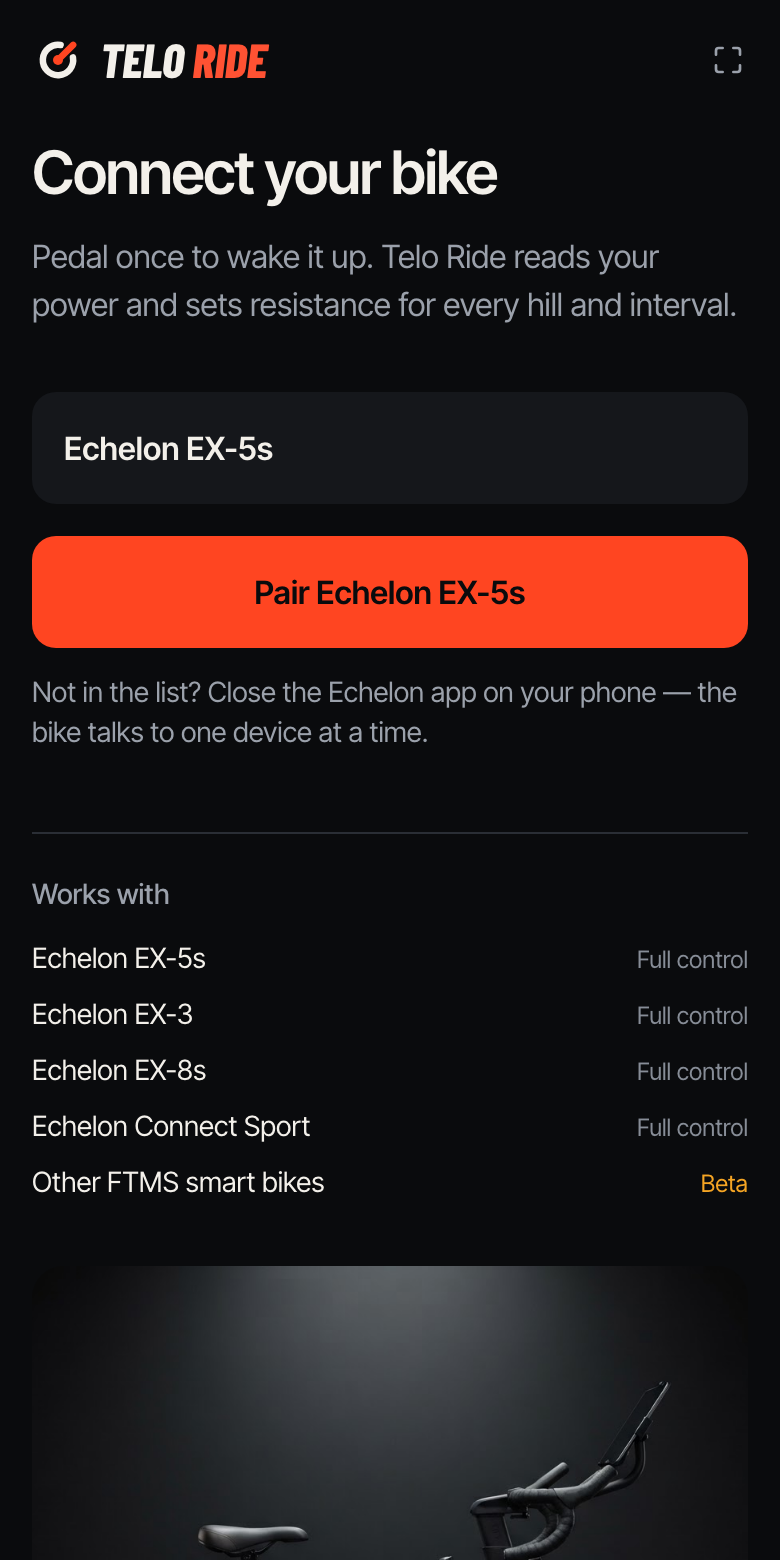 TELO RIDE
Connect your bike
Pedal once to wake it up. Telo Ride reads your
power and sets resistance for every hill and interval.
Echelon EX-5s
Pair Echelon EX-5s
Not in the list? Close the Echelon app on your phone — the
bike talks to one device at a time.
Works with
Echelon EX-5s Full control
Echelon EX-3 Full control
Echelon EX-8s Full control
Echelon Connect Sport Full control
Other FTMS smart bikes Beta